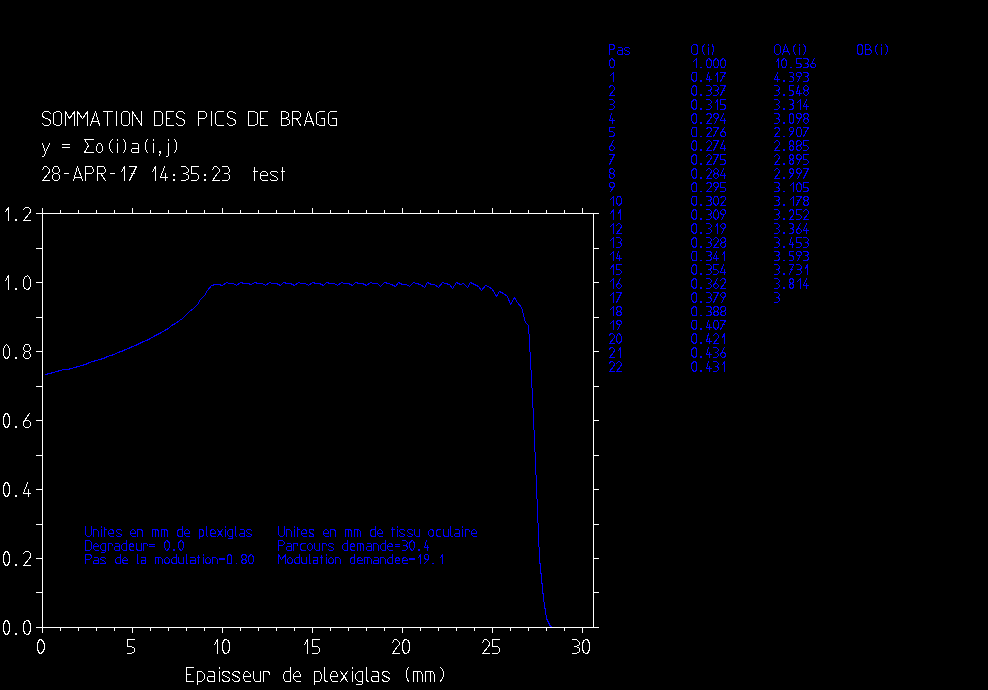 SOMMATION DES PICS DE BRAGG
y = Σo(i)a(i,j)
28-APR-17 14:35:23 test
1.2
1.0
0.8
0.6
0.4
0.2
0.0
0 5 10 15 20 25 30
Epaisseur de plexiglas (mm)
Unites en mm de plexiglas
Degradeur= 0.0
Pas de la modulation=0.80
Unites en mm de tissu oculaire
Parcours demande=30.4
Modulation demandee=19.1
Pas O(i) OA(i) OB(i)
0 1.000 10.536
1 0.417 4.393
2 0.337 3.548
3 0.315 3.314
4 0.294 3.098
5 0.276 2.907
6 0.274 2.885
7 0.275 2.895
8 0.284 2.997
9 0.295 3.105
10 0.302 3.178
11 0.309 3.252
12 0.319 3.364
13 0.328 3.453
14 0.341 3.593
15 0.354 3.731
16 0.362 3.814
17 0.379 3
18 0.388
19 0.407
20 0.421
21 0.436
22 0.431